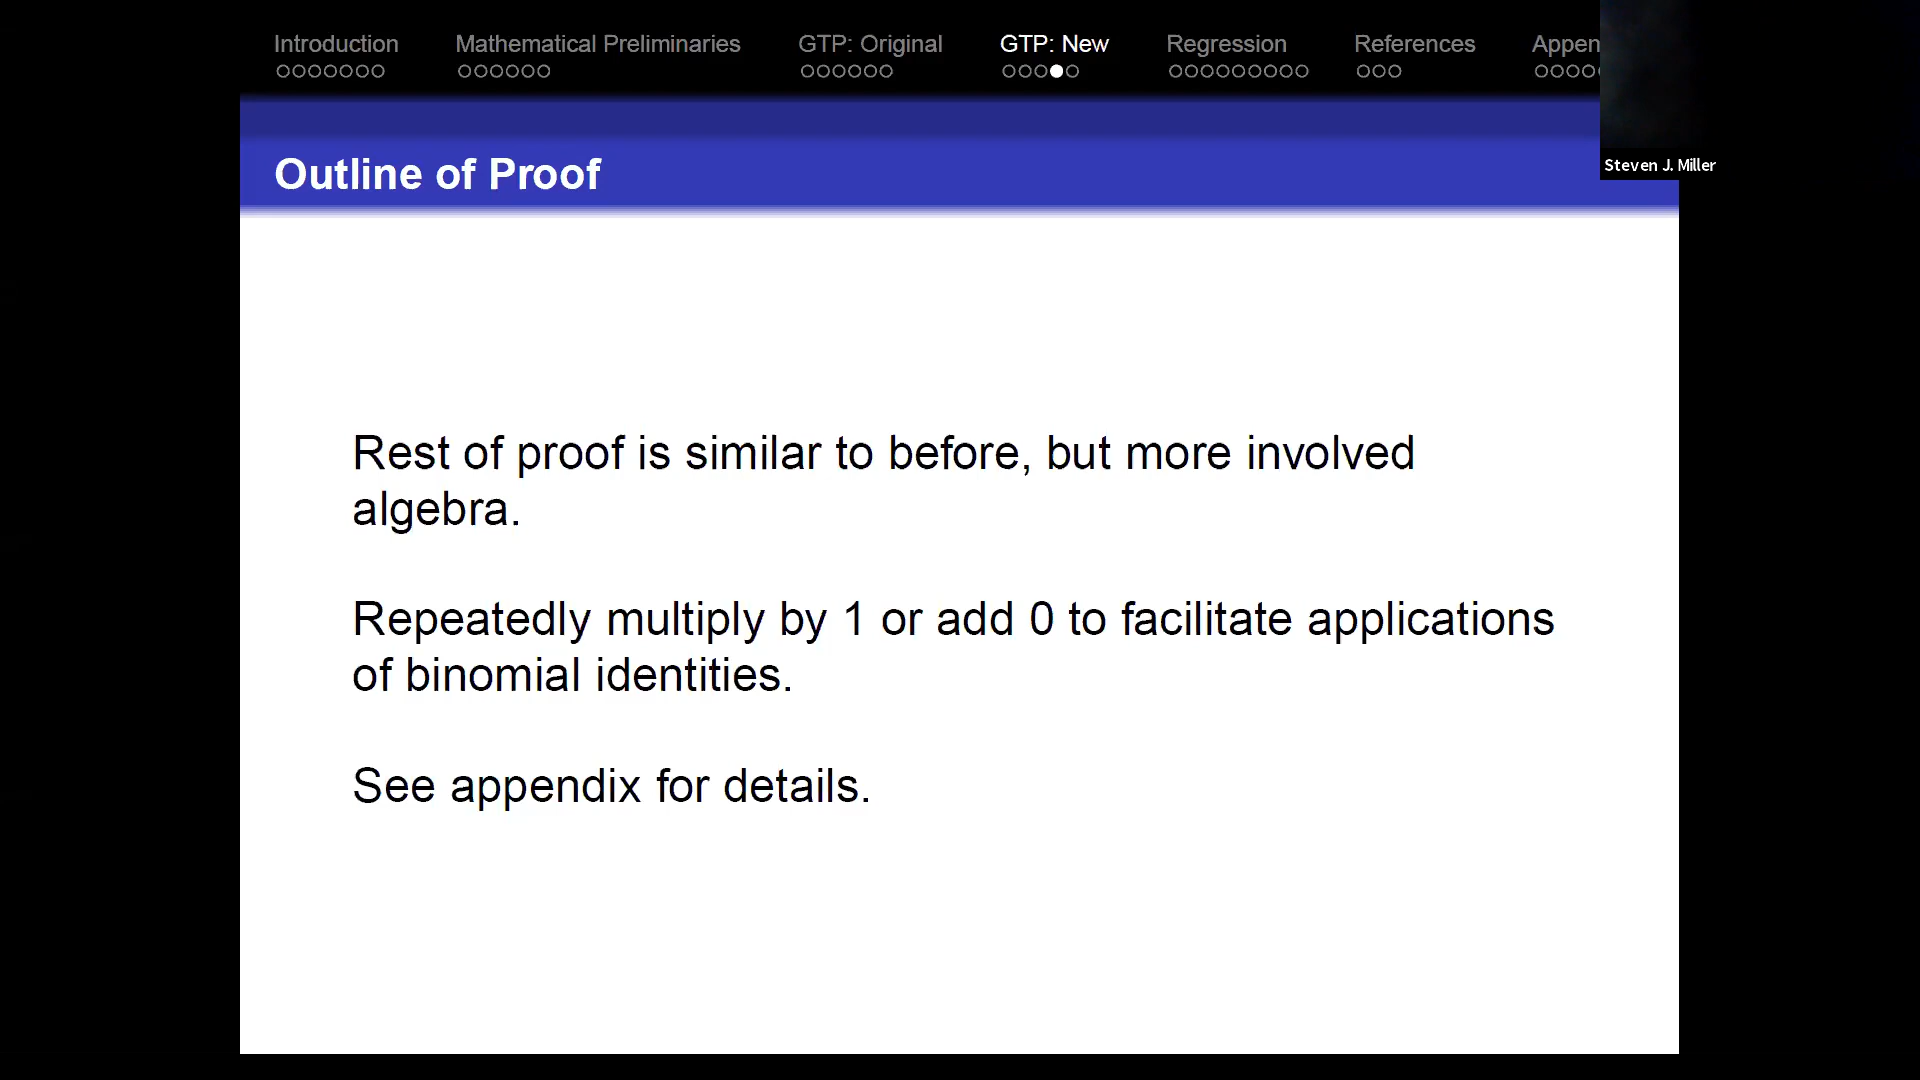 Introduction Mathematical Preliminaries GTP: Original GTP: New Regression References Appen
Steven J. Miller
Outline of Proof
Rest of proof is similar to before, but more involved
algebra.
Repeatedly multiply by 1 or add 0 to facilitate applications
of binomial identities.
See appendix for details.